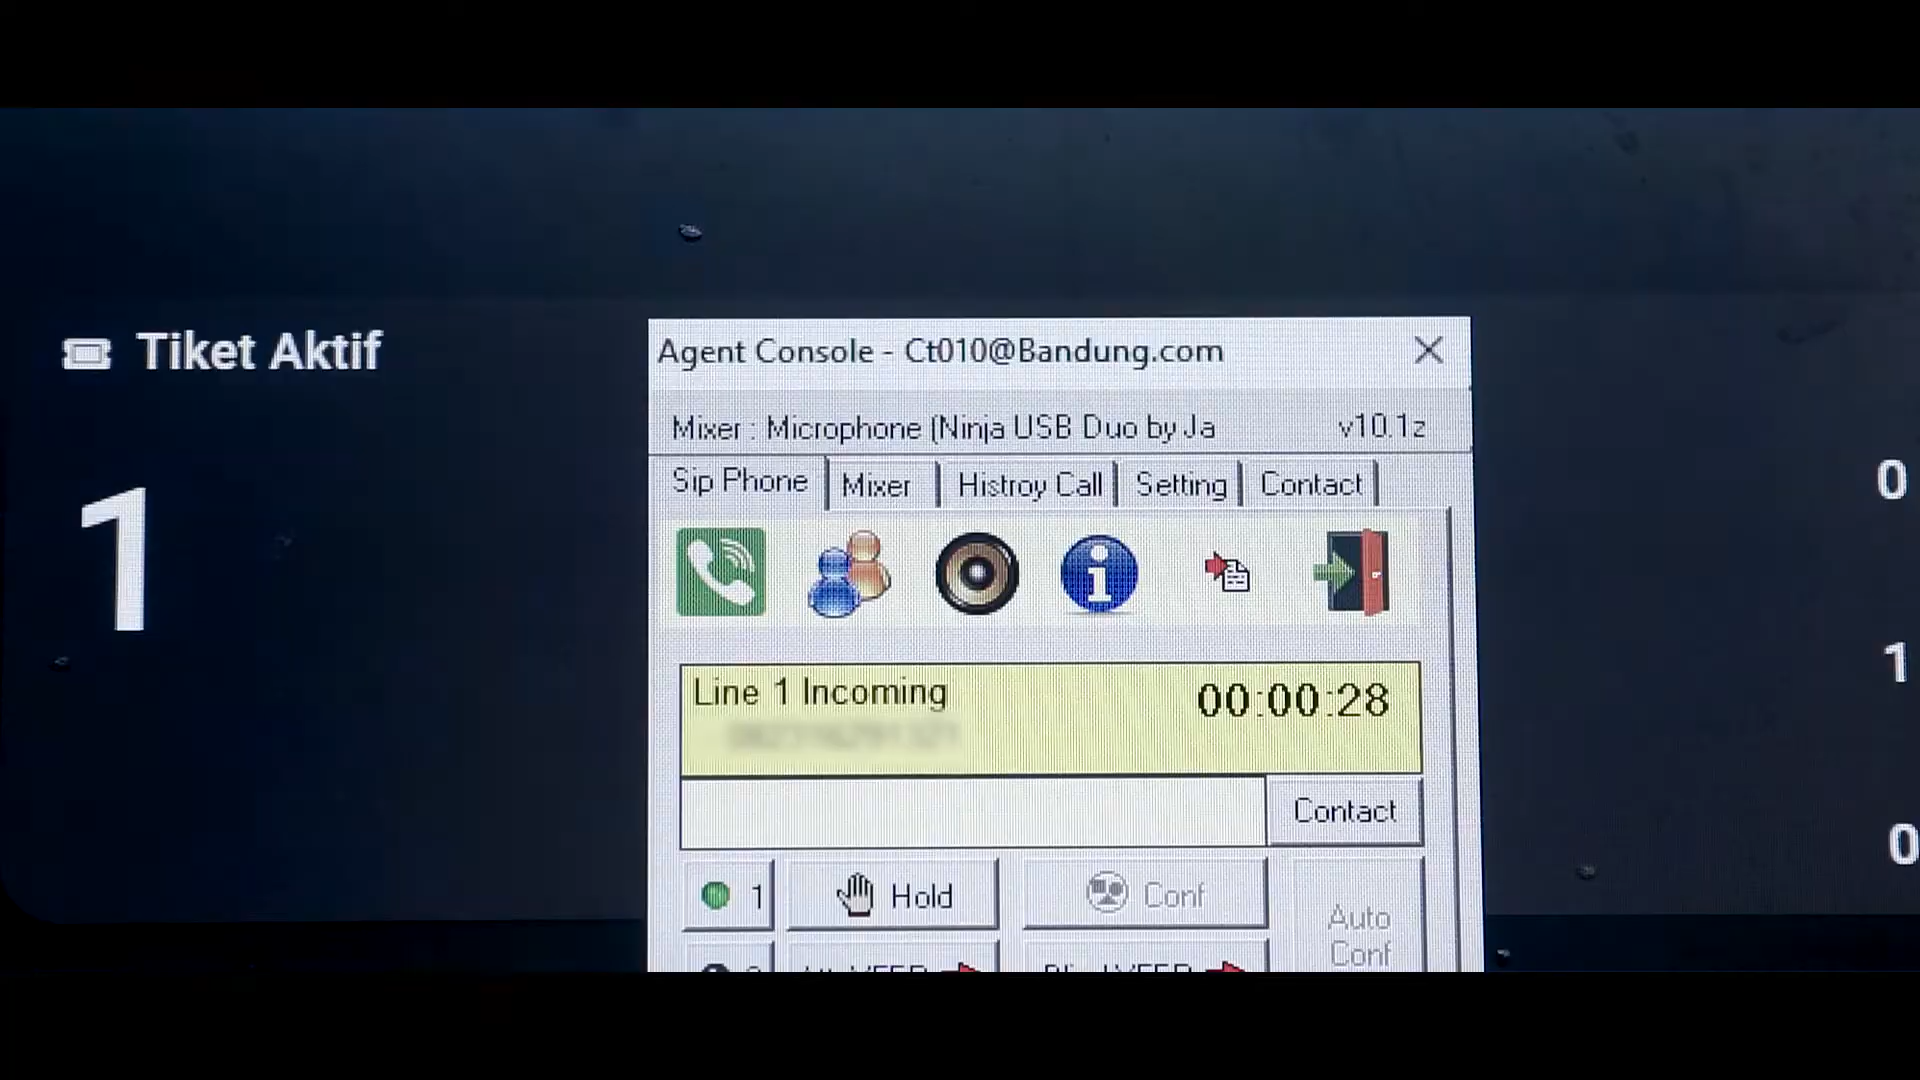 Tiket Aktif
1
Agent Console - Ct010@Bandung.com
Mixer : Microphone (Ninja USB Duo by Ja
v10.1z
Sip Phone
Mixer
Histroy Call
Setting
Contact
Line 1 Incoming
00:00:28
Contact
1
Hold
Conf
Auto
Conf
0
1
0